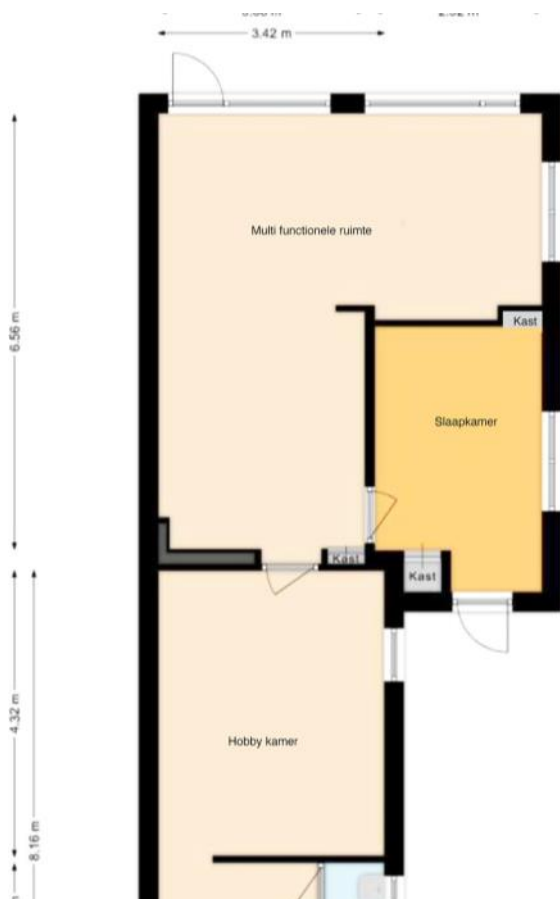 3.42 m
Multi functionele ruimte
Kast
6.56 m
Slaapkamer
Kast
Kast
4.32 m
Hobby kamer
8.16 m